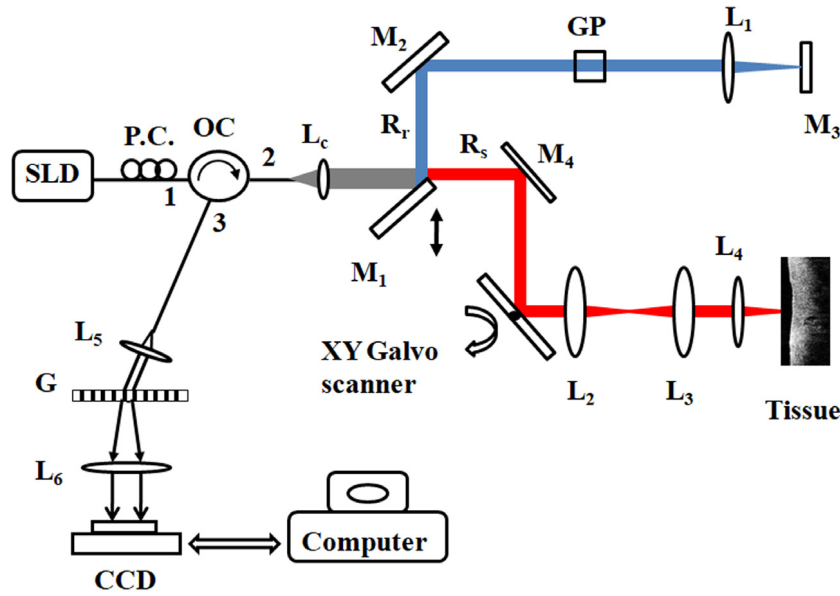 M2
GP
L1
P.C.
OC
Lc
Rr
Rs
M4
M3
SLD
1
2
3
M1
L4
L5
XY Galvo
scanner
G
L2
L3
Tissue
L6
Computer
CCD